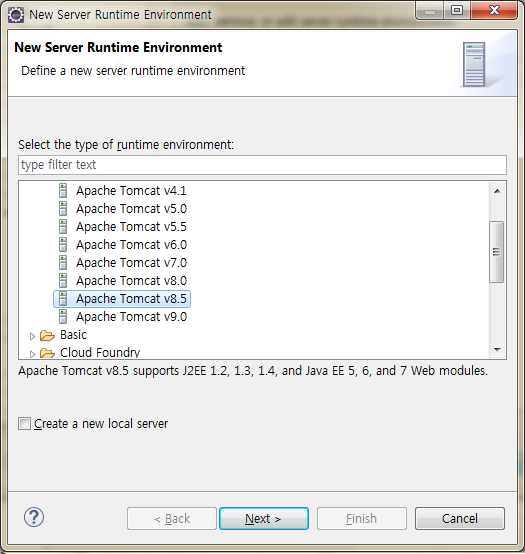 New Server Runtime Environment
New Server Runtime Environment
Define a new server runtime environment
Select the type of runtime environment:
type filter text
Apache Tomcat v4.1
Apache Tomcat v5.0
Apache Tomcat v5.5
Apache Tomcat v6.0
Apache Tomcat v7.0
Apache Tomcat v8.0
Apache Tomcat v8.5
Apache Tomcat v9.0
Basic
Cloud Foundry
Apache Tomcat v8.5 supports J2EE 1.2, 1.3, 1.4, and Java EE 5, 6, and 7 Web modules.
Create a new local server
? < Back Next > Finish Cancel